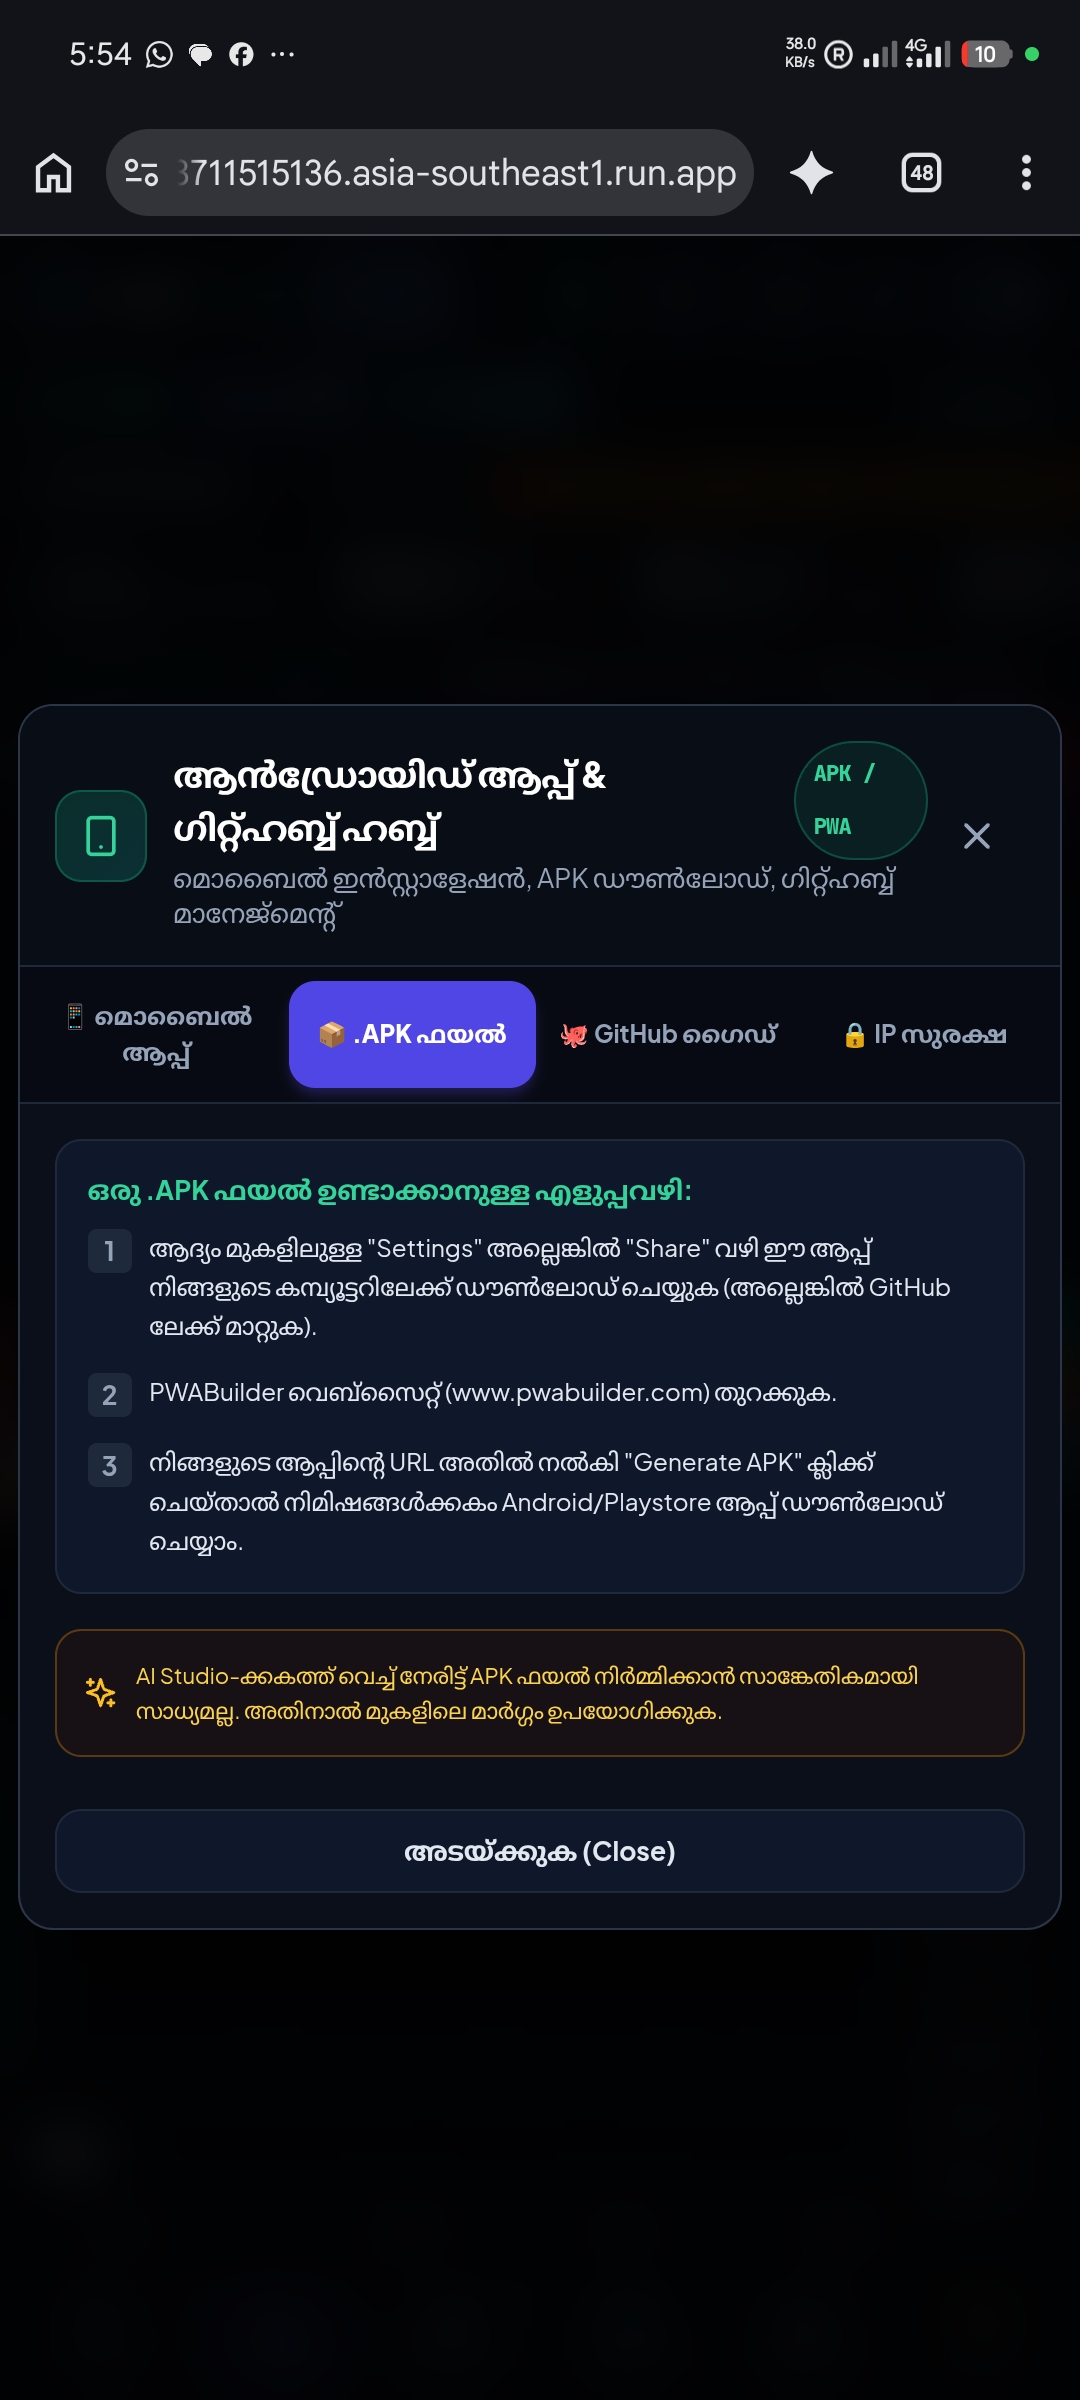 5:54
38.0 KB/s
R
4G
10
3711515136.asia-southeast1.run.app
48
ആൻഡ്രോയിഡ് ആപ്പ് &
ഗിറ്റ്ഹബ്ബ് ഹബ്ബ്
APK /
PWA
മൊബൈൽ ഇൻസ്റ്റാളേഷൻ, APK ഡൗൺലോഡ്, ഗിറ്റ്ഹബ്ബ്
മാനേജ്മെന്റ്
📱 മൊബൈൽ
ആപ്പ്
📦 .APK ഫയൽ
🐙 GitHub ഗൈഡ്
🔒 IP സുരക്ഷ
ഒരു .APK ഫയൽ ഉണ്ടാക്കാനുള്ള എളുപ്പവഴി:
1 ആദ്യം മുകളിലുള്ള "Settings" അല്ലെങ്കിൽ "Share" വഴി ഈ ആപ്പ്
നിങ്ങളുടെ കമ്പ്യൂട്ടറിലേക്ക് ഡൗൺലോഡ് ചെയ്യുക (അല്ലെങ്കിൽ GitHub
ലേക്ക് മാറ്റുക).
2 PWABuilder വെബ്സൈറ്റ് (www.pwabuilder.com) തുറക്കുക.
3 നിങ്ങളുടെ ആപ്പിന്റെ URL അതിൽ നൽകി "Generate APK" ക്ലിക്ക്
ചെയ്താൽ നിമിഷങ്ങൾക്കകം Android/Playstore ആപ്പ് ഡൗൺലോഡ്
ചെയ്യാം.
AI Studio-ക്കകത്ത് വെച്ച് നേരിട്ട് APK ഫയൽ നിർമ്മിക്കാൻ സാങ്കേതികമായി
സാധ്യമല്ല. അതിനാൽ മുകളിലെ മാർഗ്ഗം ഉപയോഗിക്കുക.
അടയ്ക്കുക (Close)